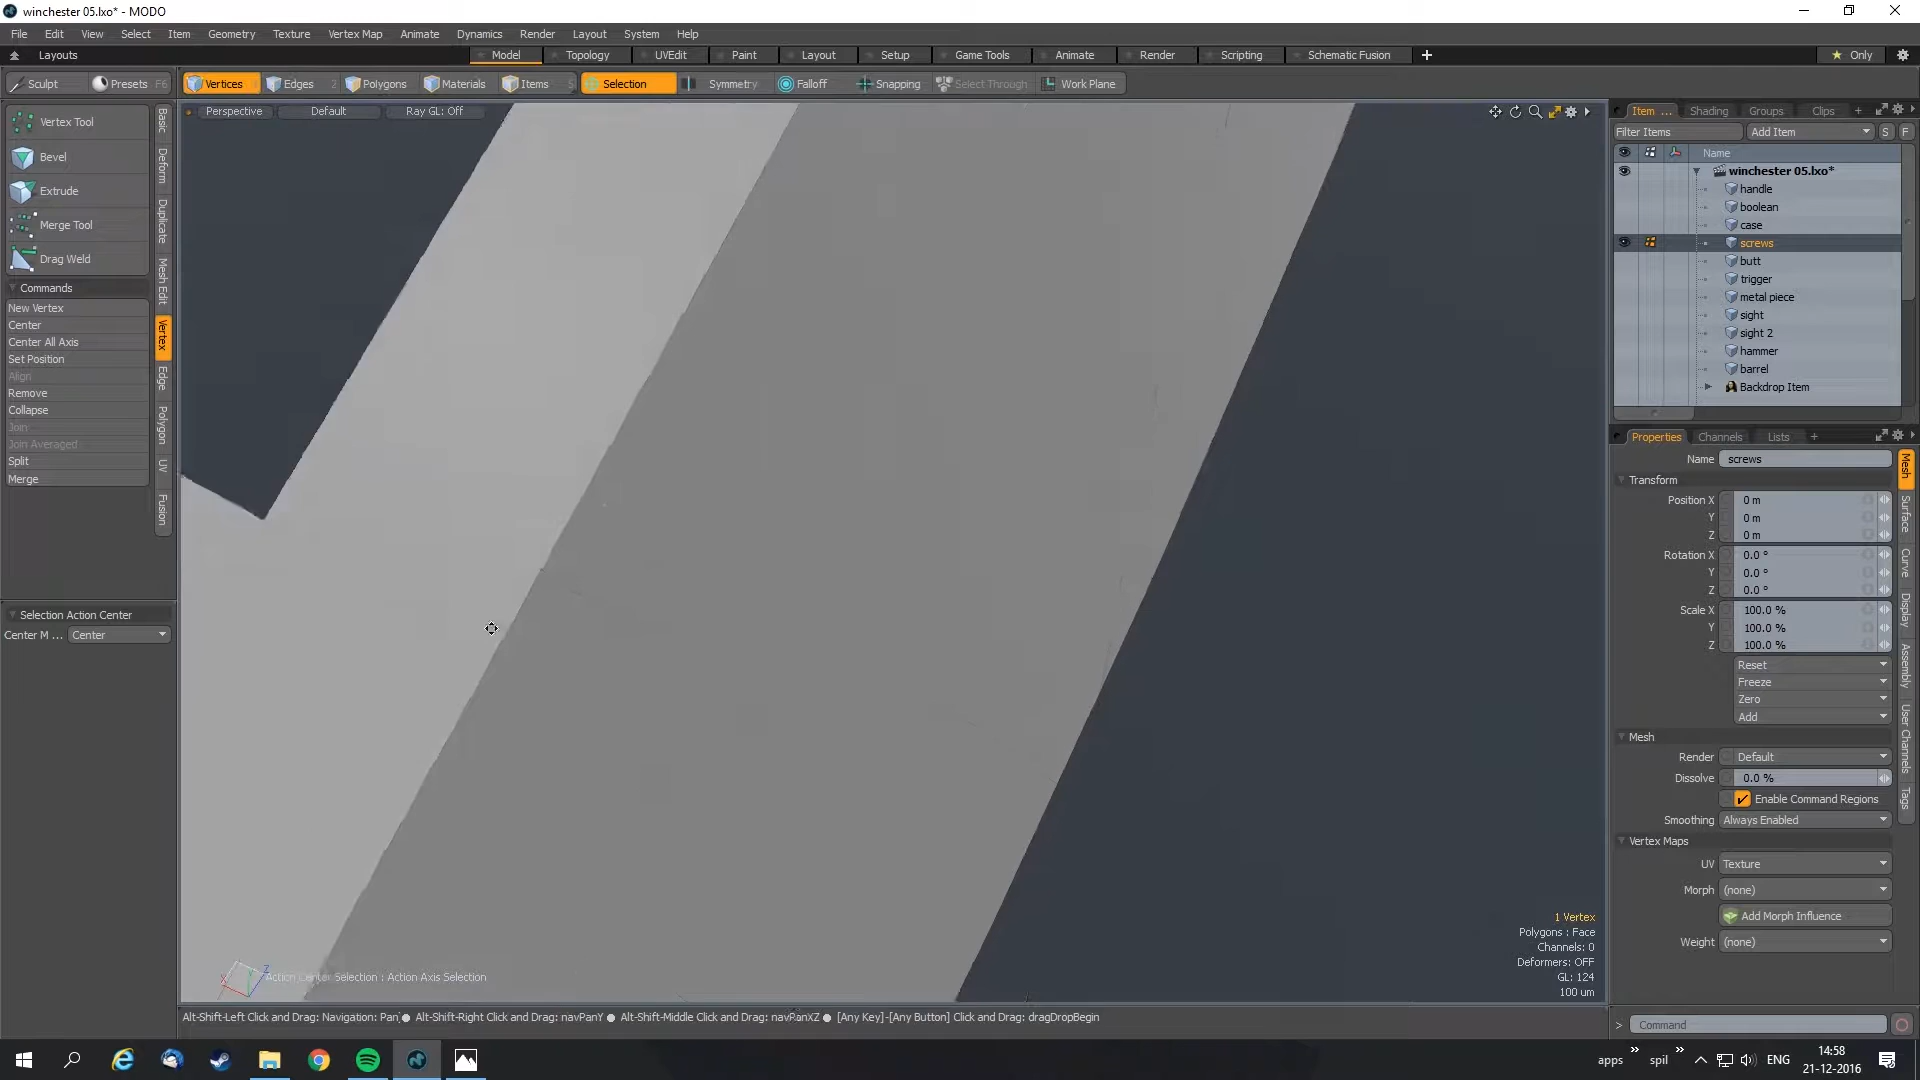 winchester 05.lxo* - MODO
File Edit View Select Item Geometry Texture Vertex Map Animate Dynamics Render Layout System Help
Layouts Model Topology UVEdit Paint Layout Setup Game Tools Animate Render Scripting Schematic Fusion + Only
Sculpt Presets F6 Vertices Edges 2 Polygons Materials Items 5 Selection Symmetry Falloff Snapping Select Through Work Plane
Perspective Default Ray GL: Off
Vertex Tool
Bevel
Extrude
Merge Tool
Drag Weld
Commands
New Vertex
Center
Center All Axis
Set Position
Align
Remove
Collapse
Join
Join Averaged
Split
Merge
Basic
Deform
Duplicate
Mesh Edit
Vertex
Edge
Polygon
UV
Fusion
Selection Action Center
Center M ... Center
Action Center Selection : Action Axis Selection
1 Vertex
Polygons : Face
Channels: 0
Deformers: OFF
GL: 124
100 um
X Z
Item ... Shading Groups Clips +
Filter Items Add Item S F
Name
winchester 05.lxo*
handle
boolean
case
screws
butt
trigger
metal piece
sight
sight 2
hammer
barrel
Backdrop Item
Properties Channels Lists +
Name screws
Transform
Position X 0 m
Y 0 m
Z 0 m
Rotation X 0.0 °
Y 0.0 °
Z 0.0 °
Scale X 100.0 %
Y 100.0 %
Z 100.0 %
Reset
Freeze
Zero
Add
Mesh
Render Default
Dissolve 0.0 %
Enable Command Regions
Smoothing Always Enabled
Vertex Maps
UV Texture
Morph (none)
Add Morph Influence
Weight (none)
Mesh
Surface
Curve
Display
Assembly
User Channels
Tags
Alt-Shift-Left Click and Drag: Navigation: Pan ● Alt-Shift-Right Click and Drag: navPanY ● Alt-Shift-Middle Click and Drag: navPanXZ ● [Any Key]-[Any Button] Click and Drag: dragDropBegin
> Command
apps » spil » ENG 14:58
21-12-2016